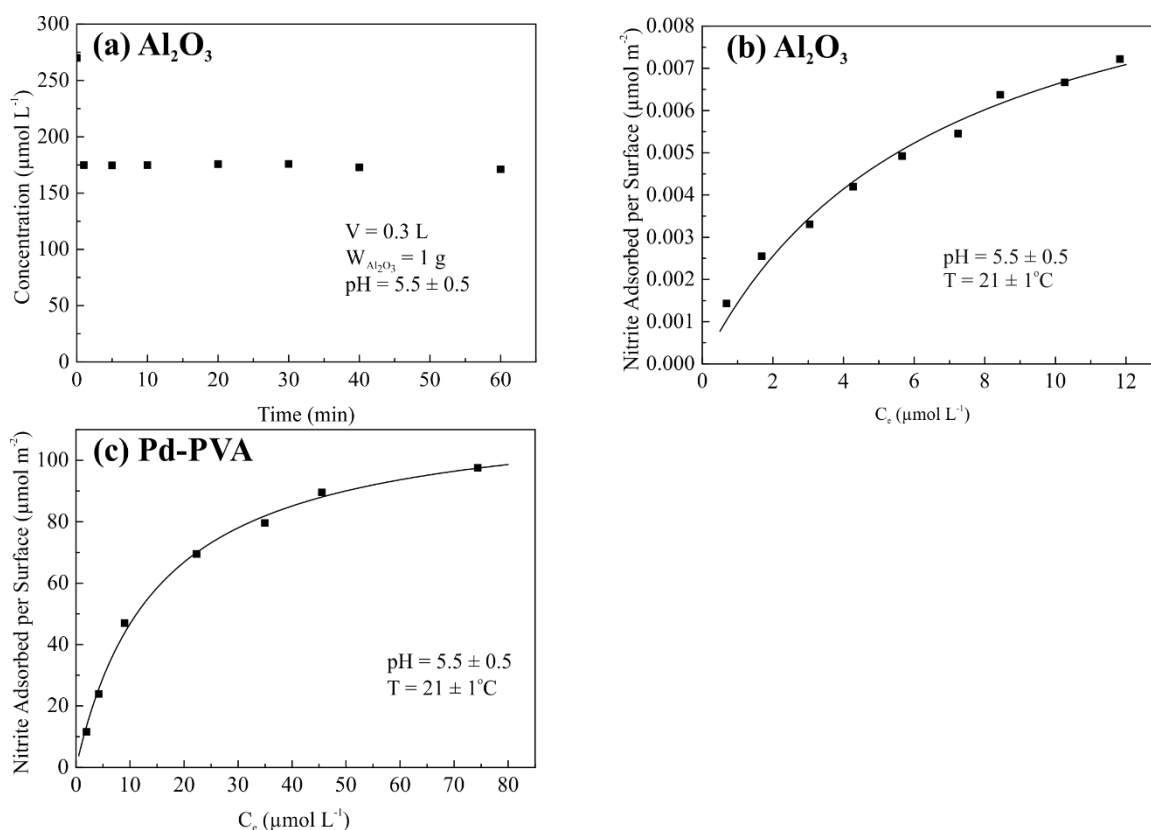 (a) Al₂O₃
Concentration (µmol L⁻¹)
300
250
200
150
100
50
0
V = 0.3 L
W_Al₂O₃ = 1 g
pH = 5.5 ± 0.5
0 10 20 30 40 50 60
Time (min)
(b) Al₂O₃
Nitrite Adsorbed per Surface (µmol m⁻²)
0.008
0.007
0.006
0.005
0.004
0.003
0.002
0.001
0.000
pH = 5.5 ± 0.5
T = 21 ± 1°C
0 2 4 6 8 10 12
Cₑ (µmol L⁻¹)
(c) Pd-PVA
Nitrite Adsorbed per Surface (µmol m⁻²)
100
80
60
40
20
0
pH = 5.5 ± 0.5
T = 21 ± 1°C
0 10 20 30 40 50 60 70 80
Cₑ (µmol L⁻¹)